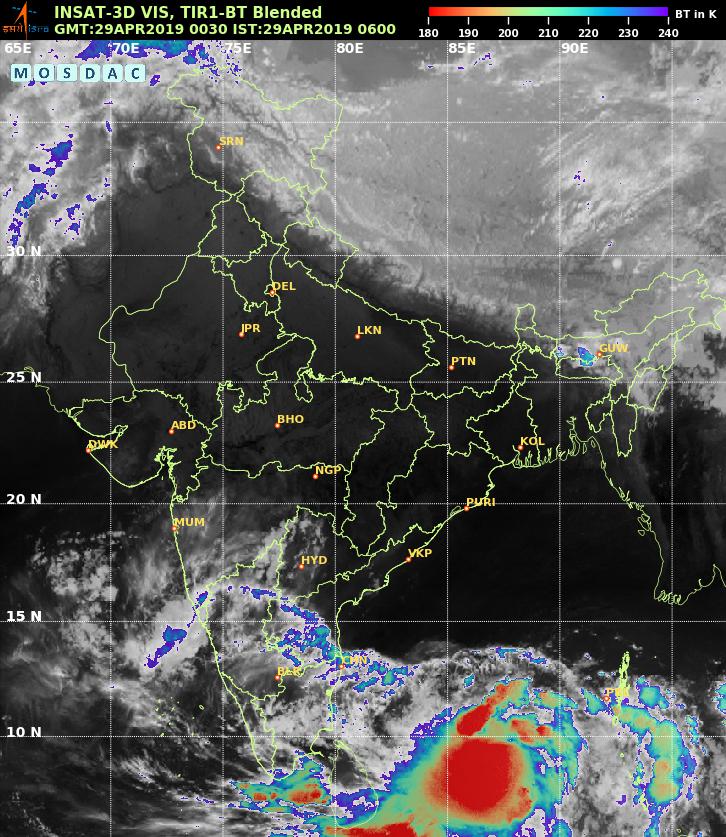 INSAT-3D VIS, TIR1-BT Blended
GMT:29APR2019 0030 IST:29APR2019 0600
BT in K
180 190 200 210 220 230 240
65E 70E 75E 80E 85E 90E
MOSDAC
SRN
30 N
DEL
JPR
LKN
GUW
PTN
25 N
ABD
BHO
DWK
KOL
NGP
20 N
PURI
MUM
VKP
HYD
15 N
CHN
BLR
10 N